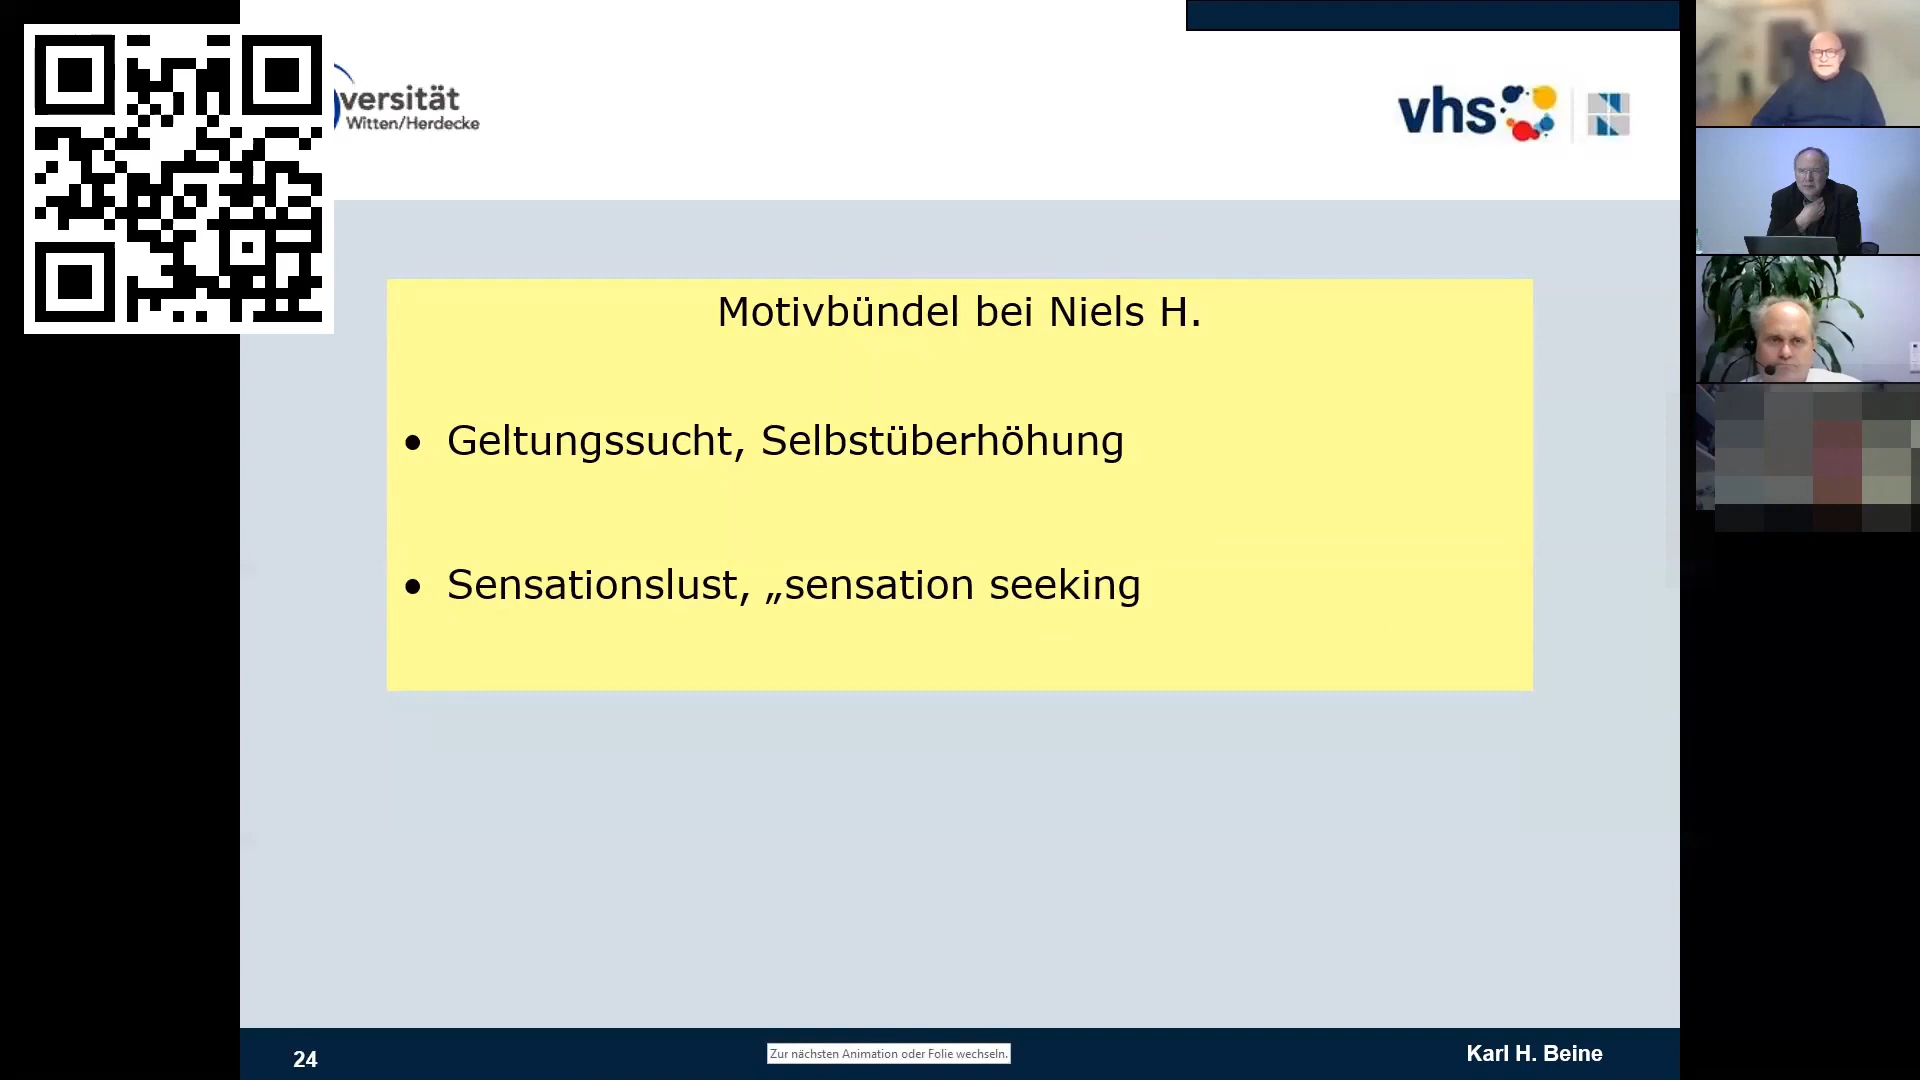 versität
Witten/Herdecke
vhs
Motivbündel bei Niels H.
• Geltungssucht, Selbstüberhöhung
• Sensationslust, „sensation seeking
24
Zur nächsten Animation oder Folie wechseln.
Karl H. Beine